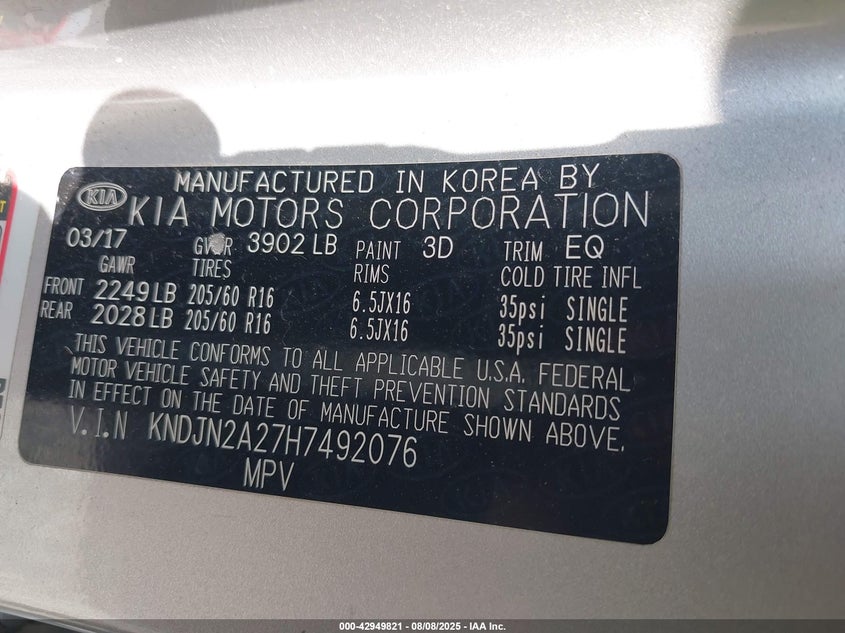 MANUFACTURED IN KOREA BY
KIA KIA MOTORS CORPORATION
03/17 GVWR 3902 LB PAINT 3D TRIM EQ
GAWR TIRES RIMS COLD TIRE INFL
FRONT 2249 LB 205/60 R16 6.5JX16 35psi SINGLE
REAR 2028 LB 205/60 R16 6.5JX16 35psi SINGLE
THIS VEHICLE CONFORMS TO ALL APPLICABLE U.S.A. FEDERAL
MOTOR VEHICLE SAFETY AND THEFT PREVENTION STANDARDS
IN EFFECT ON THE DATE OF MANUFACTURE SHOWN ABOVE.
V.I.N KNDJN2A27H7492076
MPV
000-42949821 - 08/08/2025 - IAA Inc.